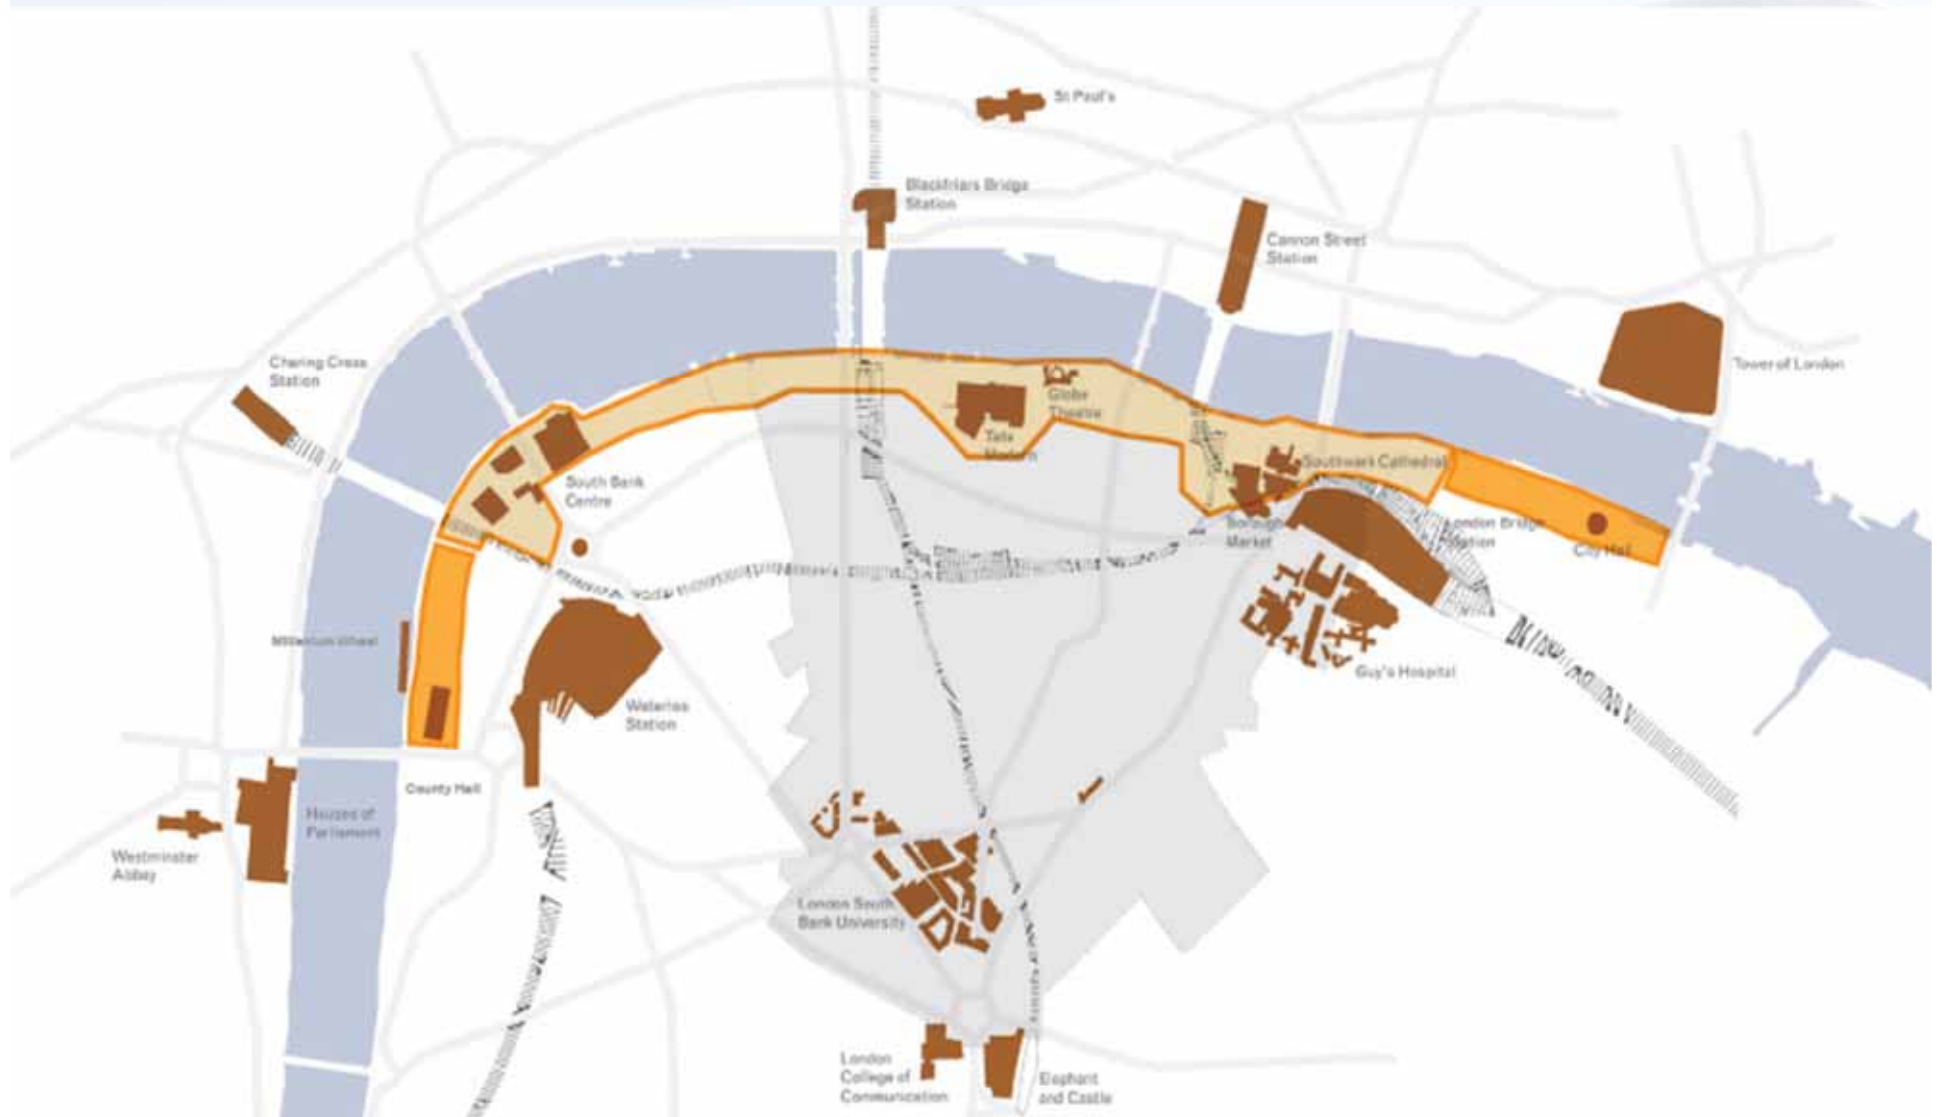 St Paul's
Blackfriars Bridge
Station
Cannon Street
Station
Charing Cross
Station
Tower of London
Globe
Theatre
Tate
Modern
Southwark Cathedral
South Bank
Centre
Borough
Market
London Bridge
Station
City Hall
Millenium Wheel
Guy's Hospital
Waterloo
Station
County Hall
Houses of
Parliament
Westminster
Abbey
London South
Bank University
London
College of
Communication
Elephant
and Castle